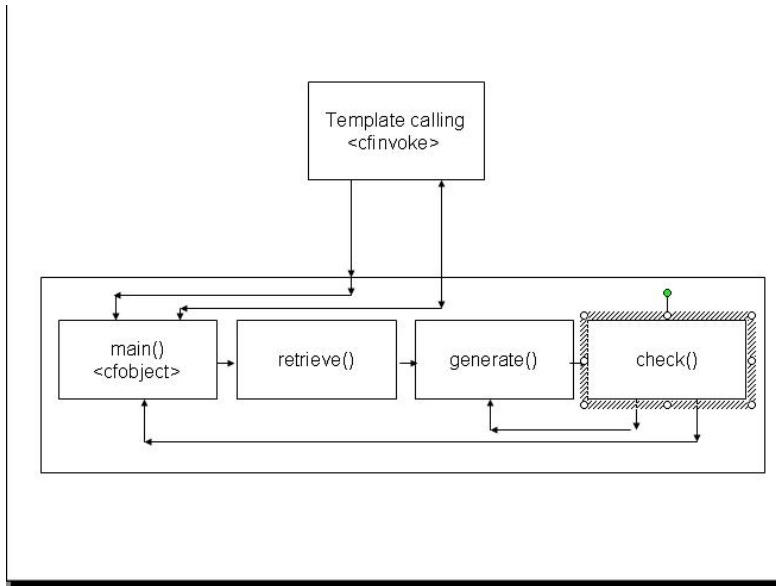 Template calling
<cfinvoke>
main()
<cfobject>
retrieve()
generate()
check()